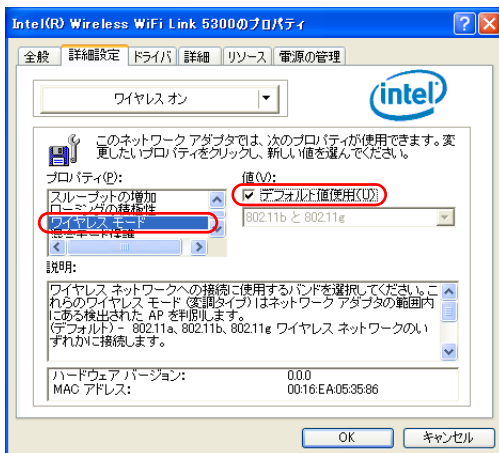 Intel(R) Wireless WiFi Link 5300のプロパティ
全般 詳細設定 ドライバ 詳細 リソース 電源の管理
ワイヤレス オン
intel
このネットワーク アダプタでは、次のプロパティが使用できます。変
更したいプロパティをクリックし、新しい値を選んでください。
プロパティ(P):
値(V):
スループットの増加
ローミングの積極性
ワイヤレス モード
混合モード保護
デフォルト値使用(U)
802.11b と 802.11g
説明:
ワイヤレス ネットワークへの接続に使用するバンドを選択してください。こ
れらのワイヤレス モード (変調タイプ) はネットワーク アダプタの範囲内
にある検出された AP を判別します。
(デフォルト) - 802.11a、802.11b、802.11g ワイヤレス ネットワークのい
ずれかに接続します。
ハードウェア バージョン: 0.0.0
MAC アドレス: 00:16:EA:05:35:86
OK キャンセル